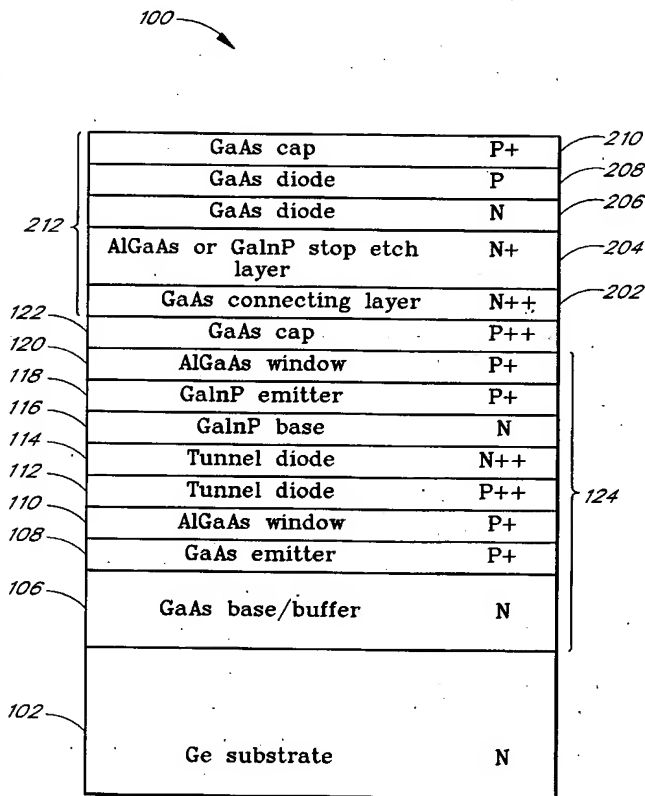 100
GaAs cap P+ 210
GaAs diode P 208
GaAs diode N 206
212
AlGaAs or GaInP stop etch N+ 204
layer
GaAs connecting layer N++ 202
122 GaAs cap P++
120 AlGaAs window P+
118 GaInP emitter P+
116 GaInP base N
114 Tunnel diode N++
112 Tunnel diode P++
124
110 AlGaAs window P+
108 GaAs emitter P+
106 GaAs base/buffer N
102
Ge substrate N